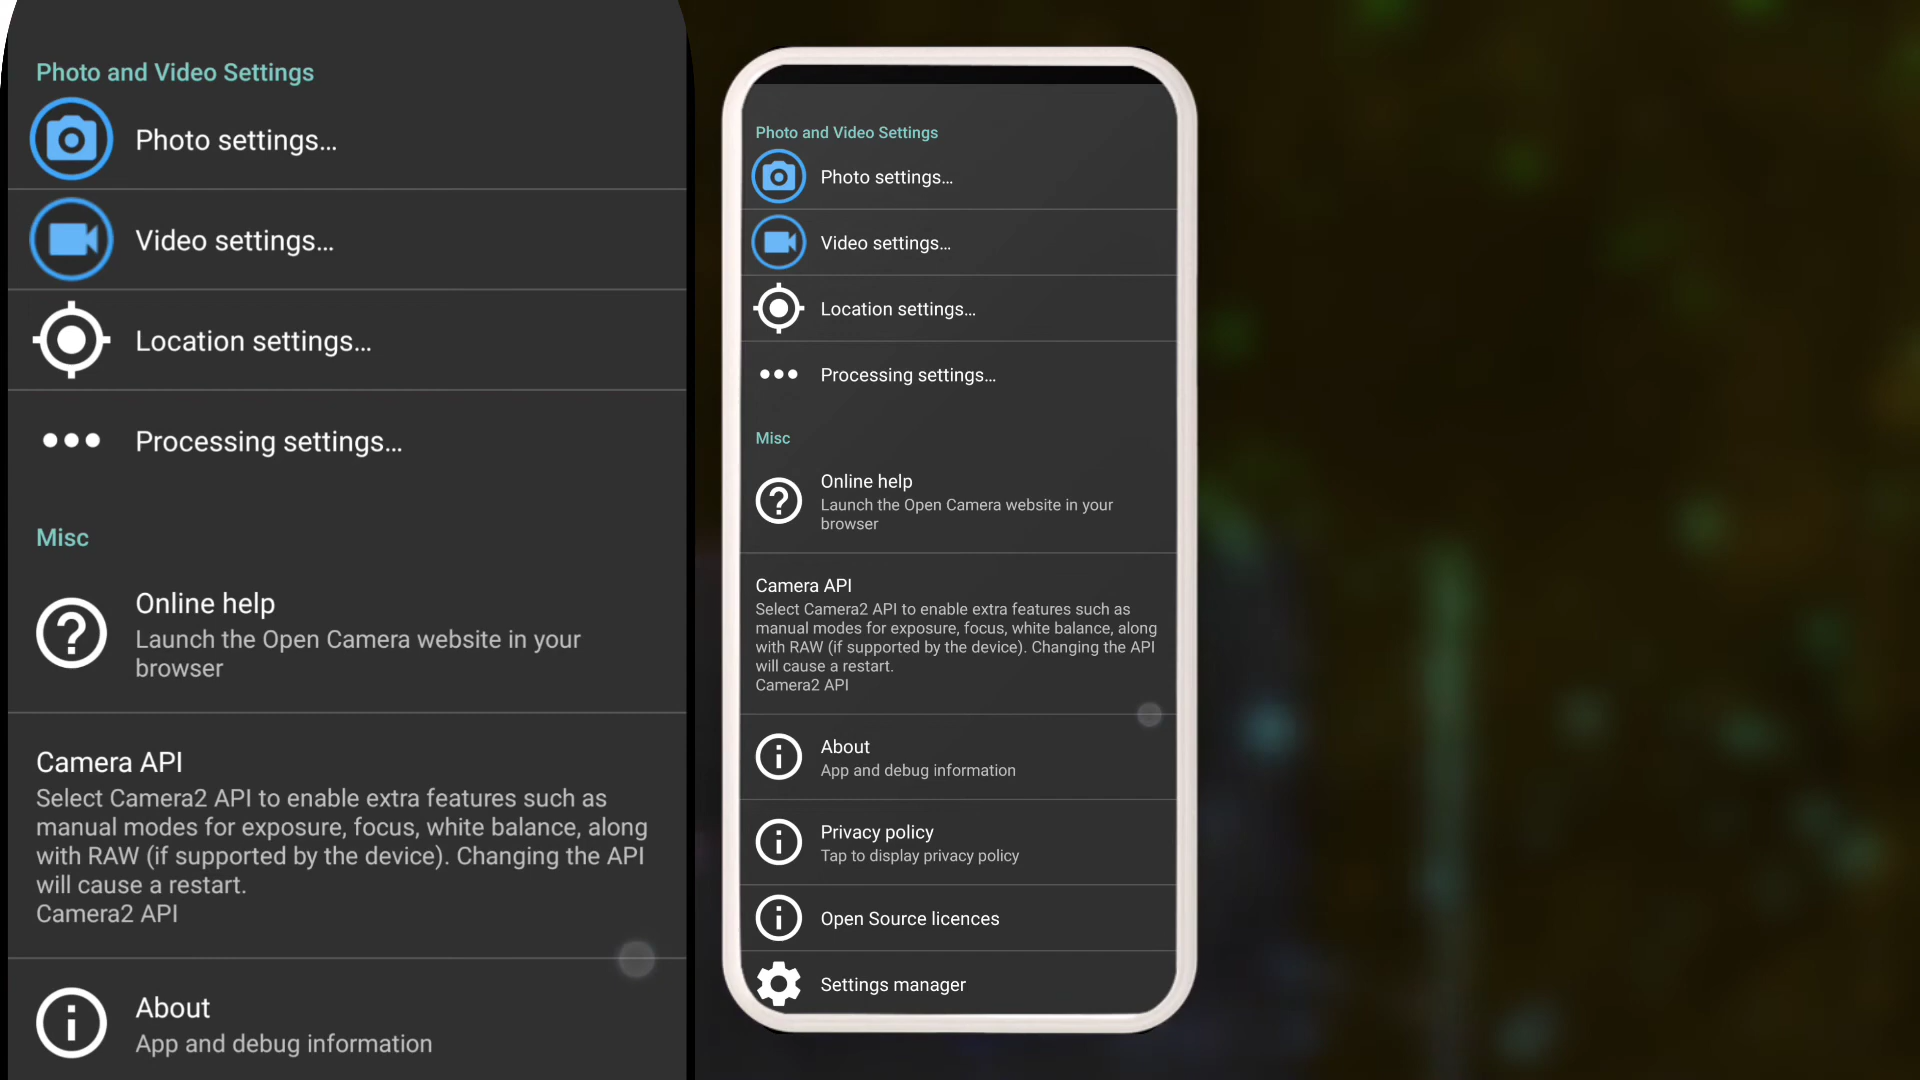 Photo and Video Settings
Photo settings...
Video settings...
Location settings...
Processing settings...
Misc
Online help
Launch the Open Camera website in your
browser
Camera API
Select Camera2 API to enable extra features such as
manual modes for exposure, focus, white balance, along
with RAW (if supported by the device). Changing the API
will cause a restart.
Camera2 API
About
App and debug information
Photo and Video Settings
Photo settings...
Video settings...
Location settings...
Processing settings...
Misc
Online help
Launch the Open Camera website in your
browser
Camera API
Select Camera2 API to enable extra features such as
manual modes for exposure, focus, white balance, along
with RAW (if supported by the device). Changing the API
will cause a restart.
Camera2 API
About
App and debug information
Privacy policy
Tap to display privacy policy
Open Source licences
Settings manager